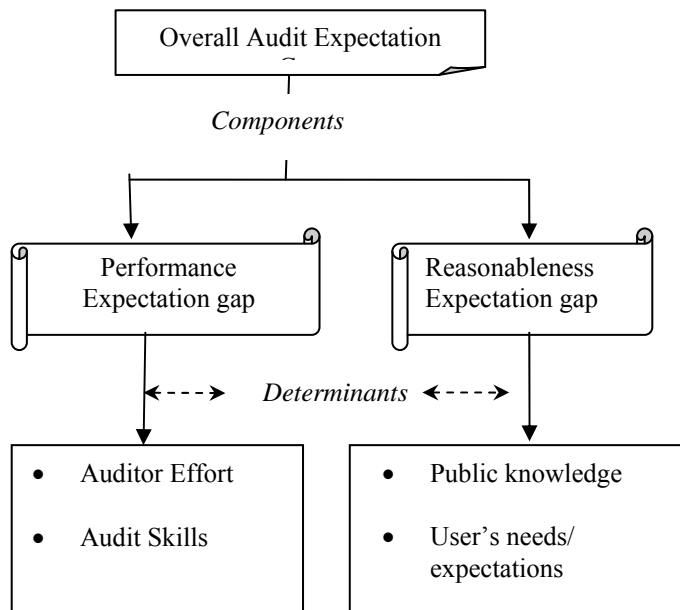 Overall Audit Expectation
Components
Performance
Expectation gap
Reasonableness
Expectation gap
Determinants
• Auditor Effort
• Audit Skills
• Public knowledge
• User’s needs/
expectations